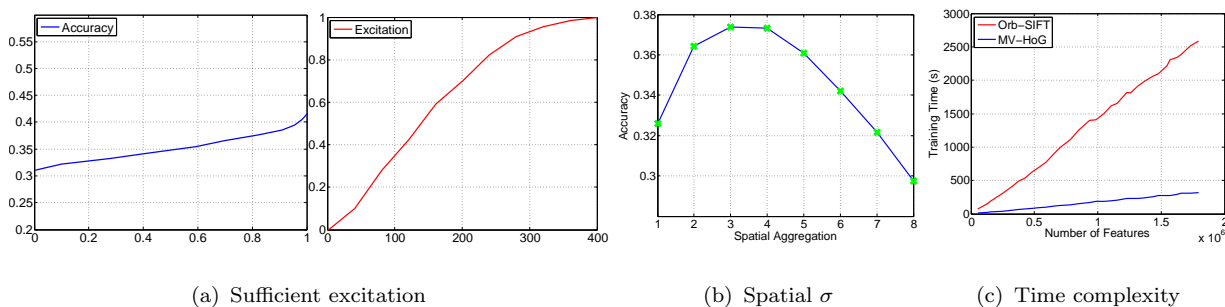 Accuracy
0.55
0.5
0.45
0.4
0.35
0.3
0.25
0.2
0 0.2 0.4 0.6 0.8 1
Excitation
1
0.8
0.6
0.4
0.2
0
0 100 200 300 400
(a) Sufficient excitation
0.38
0.36
0.34
0.32
0.3
Accuracy
1 2 3 4 5 6 7 8
Spatial Aggregation
(b) Spatial σ
Orb−SIFT
MV−HoG
3000
2500
2000
1500
1000
500
0
Training Time (s)
0 0.5 1 1.5 2
Number of Features
x 10^6
(c) Time complexity